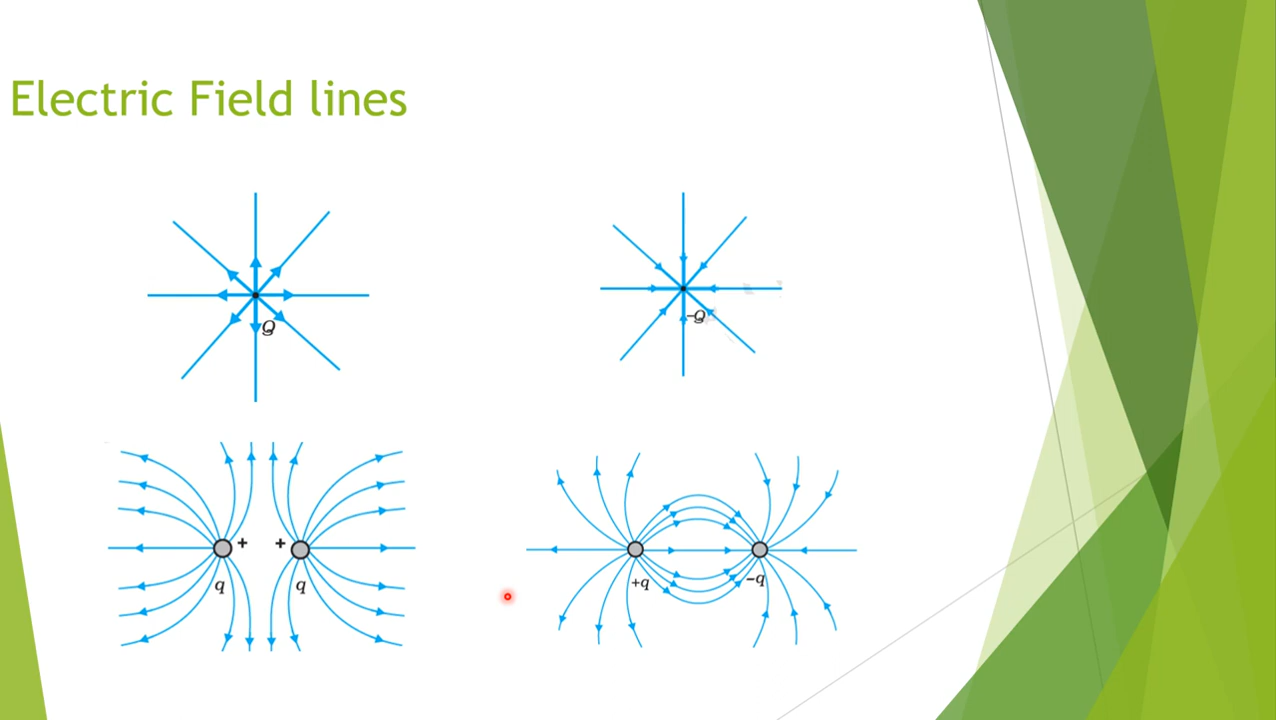 Electric Field lines
Q
-Q
+ +
q q
+q -q